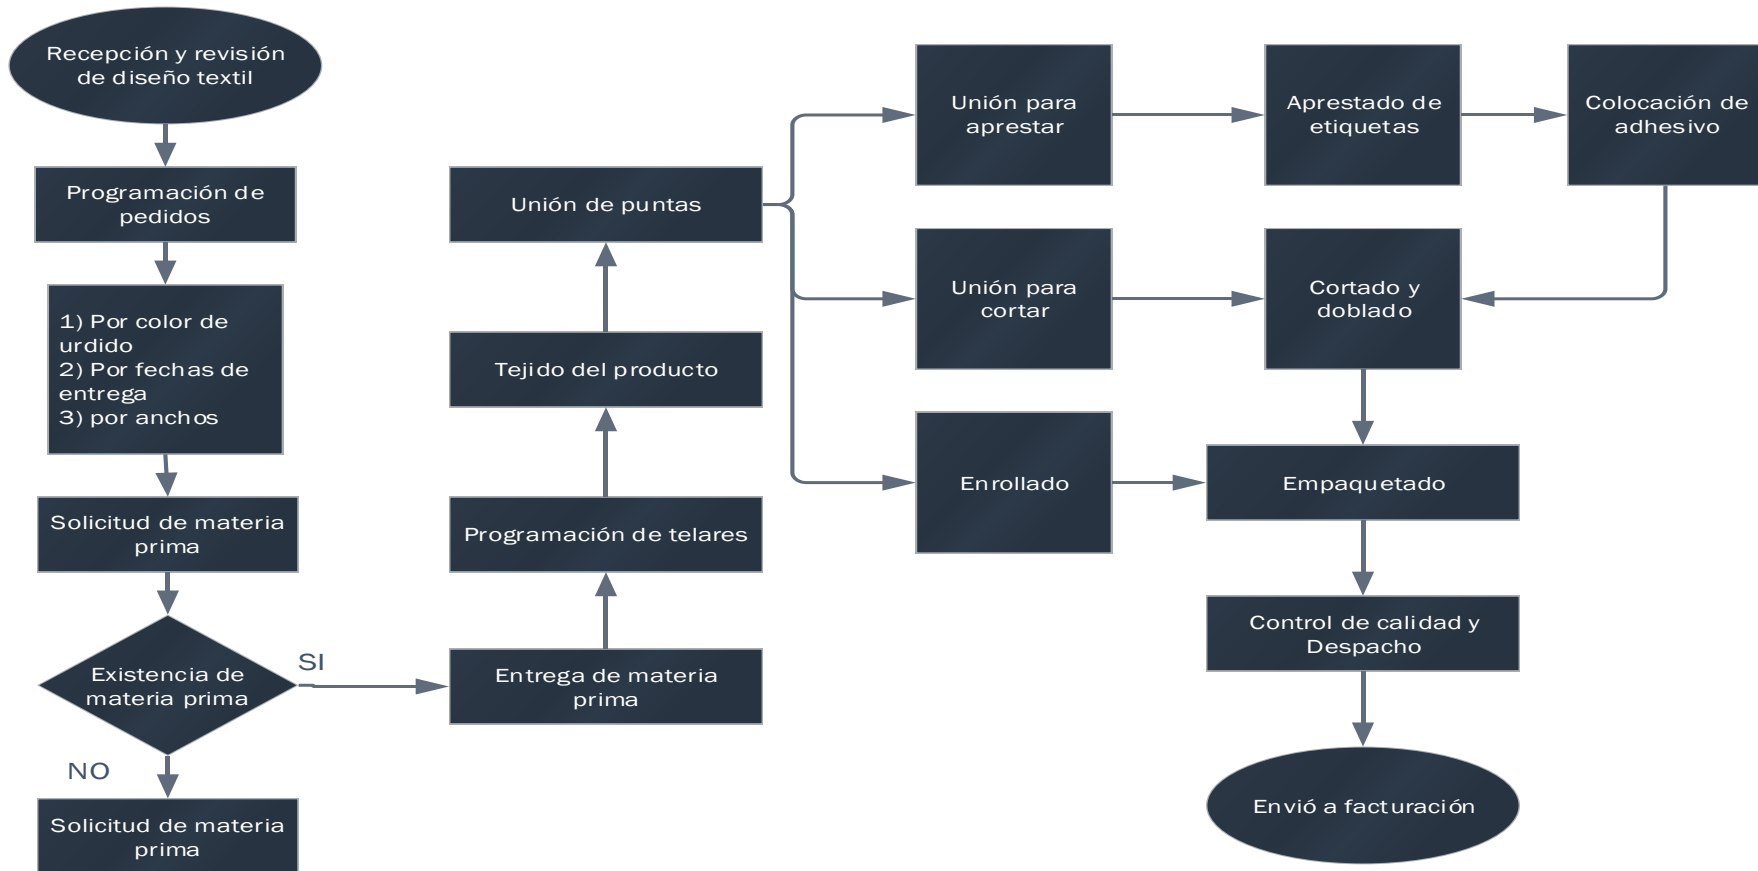 Recepción y revisión
de diseño textil
Programación de
pedidos
1) Por color de
urdido
2) Por fechas de
entrega
3) por anchos
Solicitud de materia
prima
Existencia de
materia prima
SI
NO
Solicitud de materia
prima
Entrega de materia
prima
Programación de telares
Tejido del producto
Unión de puntas
Unión para
aprestar
Aprestado de
etiquetas
Colocación de
adhesivo
Unión para
cortar
Cortado y
doblado
Enrollado
Empaquetado
Control de calidad y
Despacho
Envió a facturación